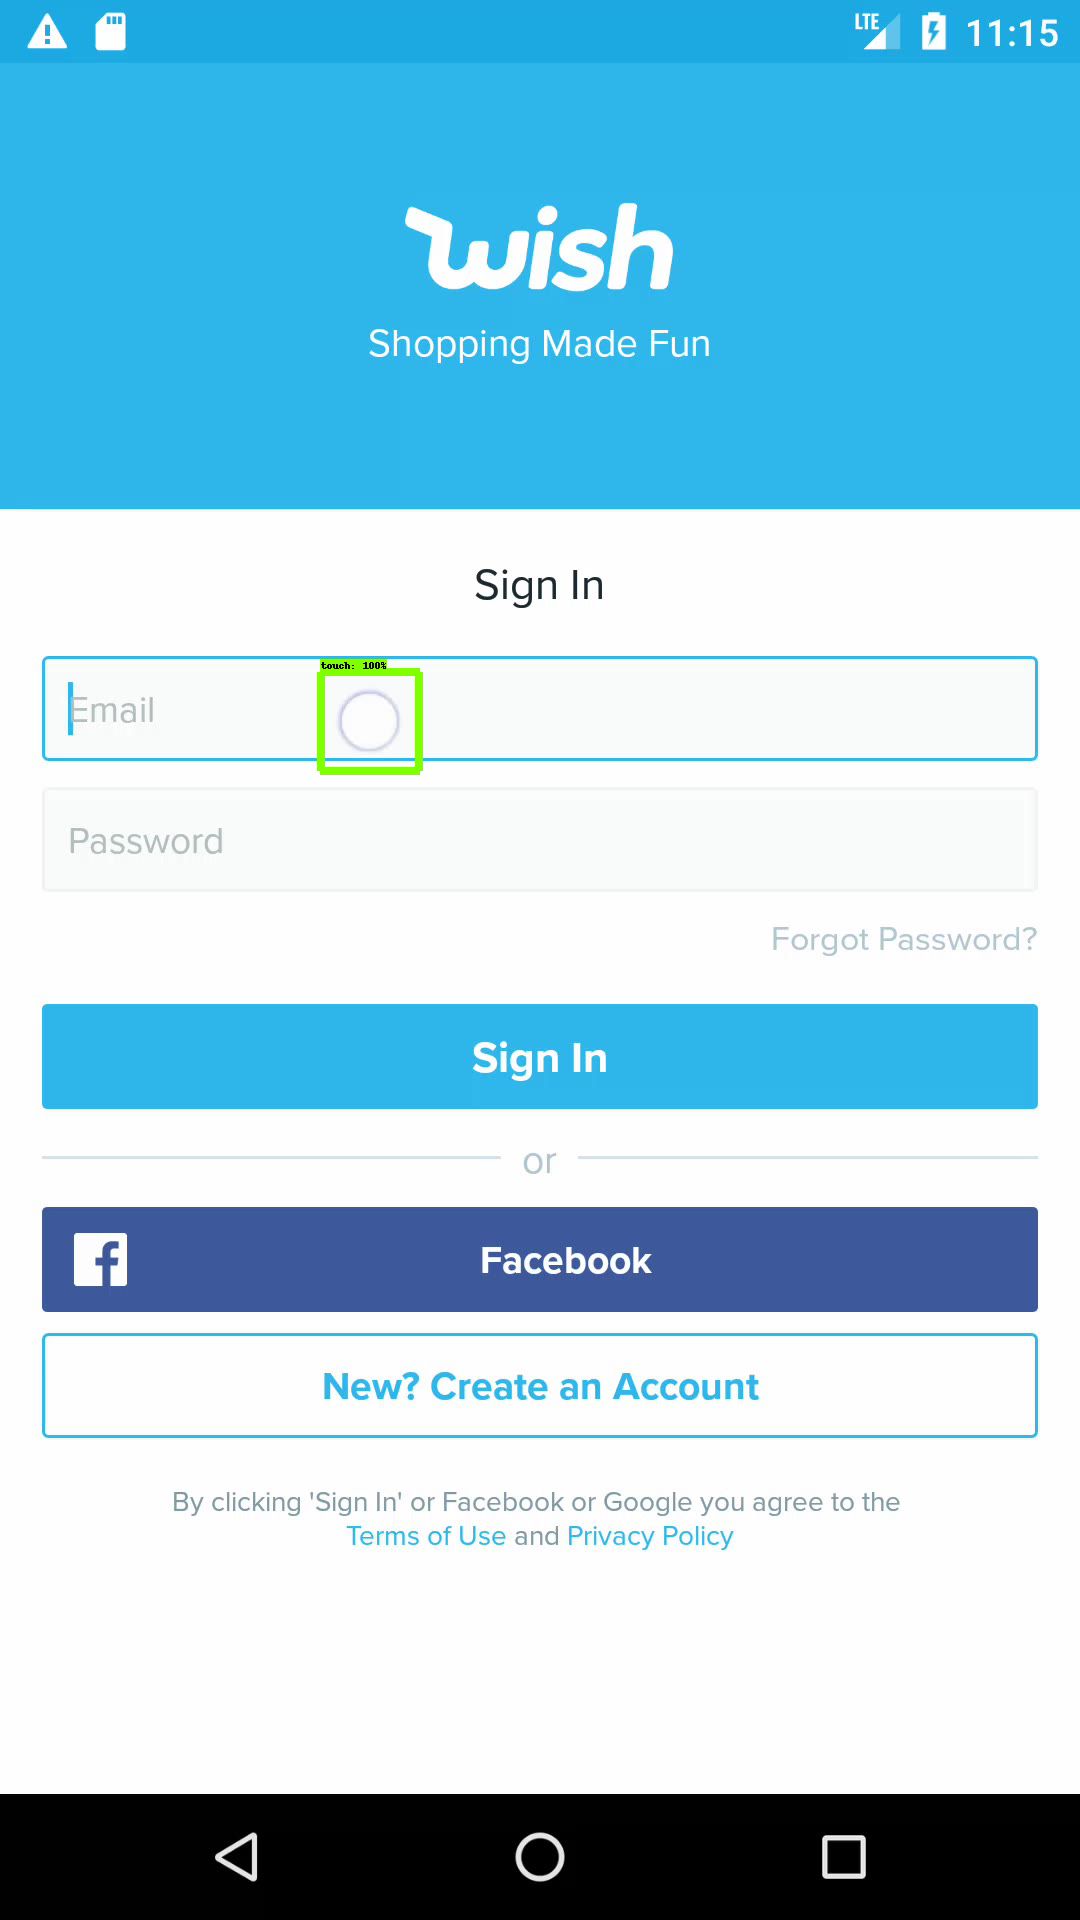 LTE 11:15
wish
Shopping Made Fun
Sign In
touch: 100%
Email
Password
Forgot Password?
Sign In
or
Facebook
New? Create an Account
By clicking 'Sign In' or Facebook or Google you agree to the
Terms of Use and Privacy Policy